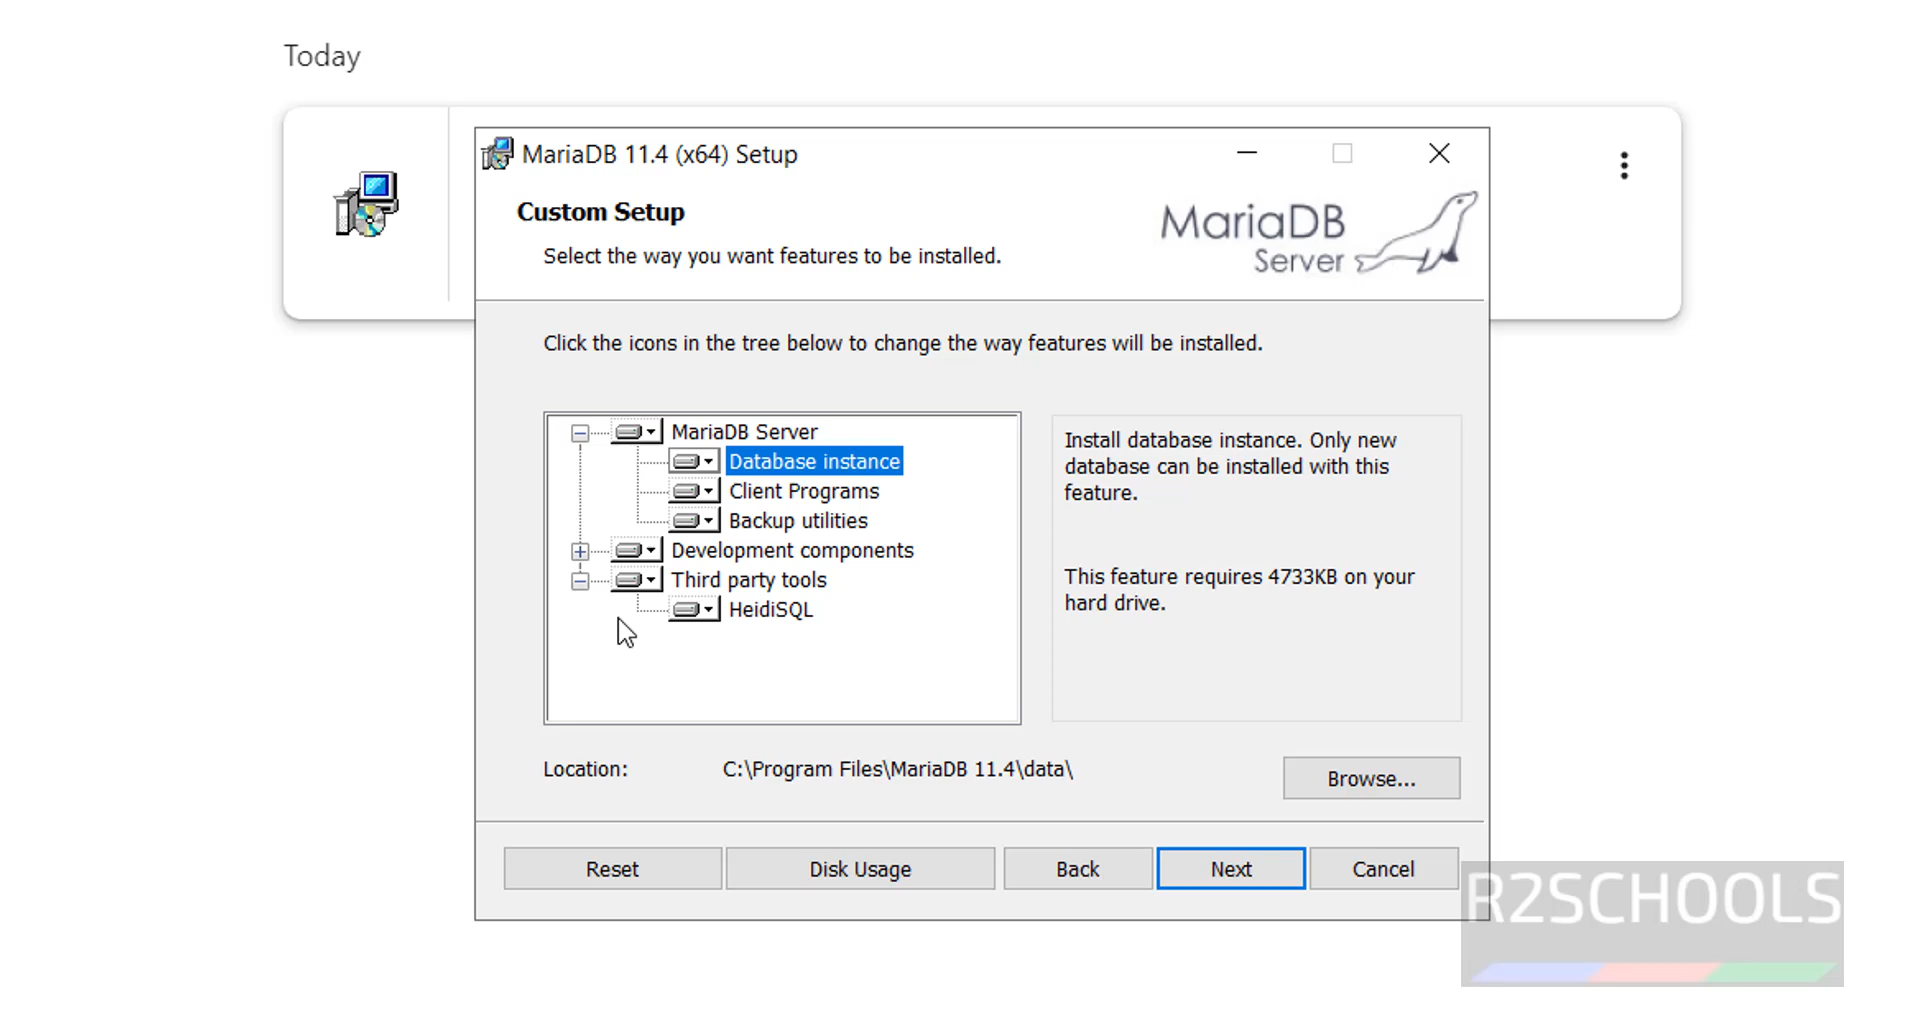 Today
MariaDB 11.4 (x64) Setup
Custom Setup
Select the way you want features to be installed.
MariaDB
Server
Click the icons in the tree below to change the way features will be installed.
MariaDB Server
Database instance
Client Programs
Backup utilities
Development components
Third party tools
HeidiSQL
Install database instance. Only new
database can be installed with this
feature.
This feature requires 4733KB on your
hard drive.
Location: C:\Program Files\MariaDB 11.4\data\
Browse...
Reset Disk Usage Back Next Cancel
R2SCHOOLS